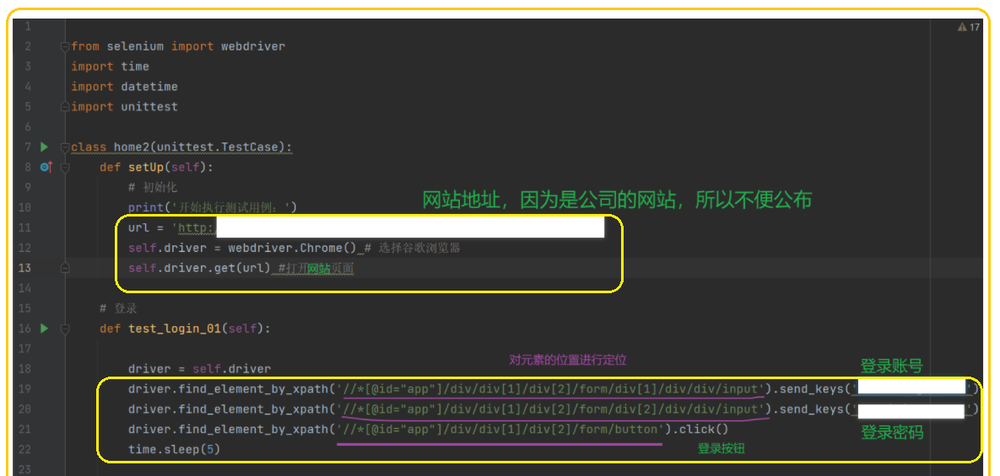 1
⚠ 17
2 from selenium import webdriver
3 import time
4 import datetime
5 import unittest
6
7 class home2(unittest.TestCase):
8 def setUp(self):
9 # 初始化
网站地址，因为是公司的网站，所以不便公布
10 print('开始执行测试用例：')
11 url = 'http:
12 self.driver = webdriver.Chrome() # 选择谷歌浏览器
13 self.driver.get(url) #打开网站页面
14
15 # 登录
16 def test_login_01(self):
17
对元素的位置进行定位
登录账号
18 driver = self.driver
19 driver.find_element_by_xpath('//*[@id="app"]/div/div[1]/div[2]/form/div[1]/div/div/input').send_keys('')
20 driver.find_element_by_xpath('//*[@id="app"]/div/div[1]/div[2]/form/div[2]/div/div/input').send_keys('')
21 driver.find_element_by_xpath('//*[@id="app"]/div/div[1]/div[2]/form/button').click()
登录密码
22 time.sleep(5)
登录按钮
23